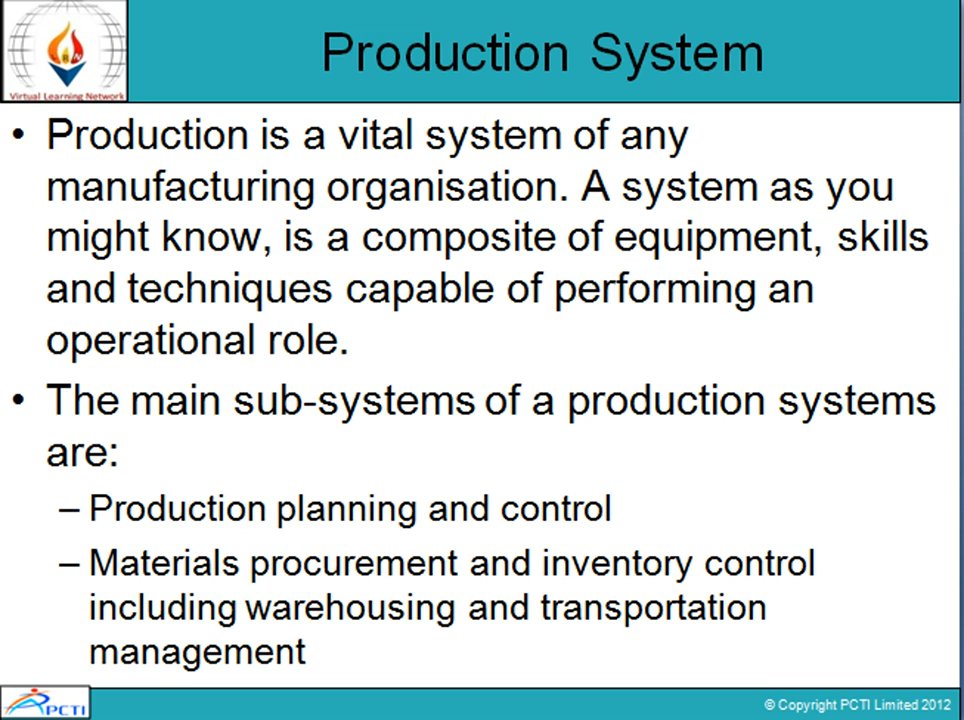 Production System
Virtual Learning Network
• Production is a vital system of any
manufacturing organisation. A system as you
might know, is a composite of equipment, skills
and techniques capable of performing an
operational role.
• The main sub-systems of a production systems
are:
– Production planning and control
– Materials procurement and inventory control
including warehousing and transportation
management
PCTI
© Copyright PCTI Limited 2012